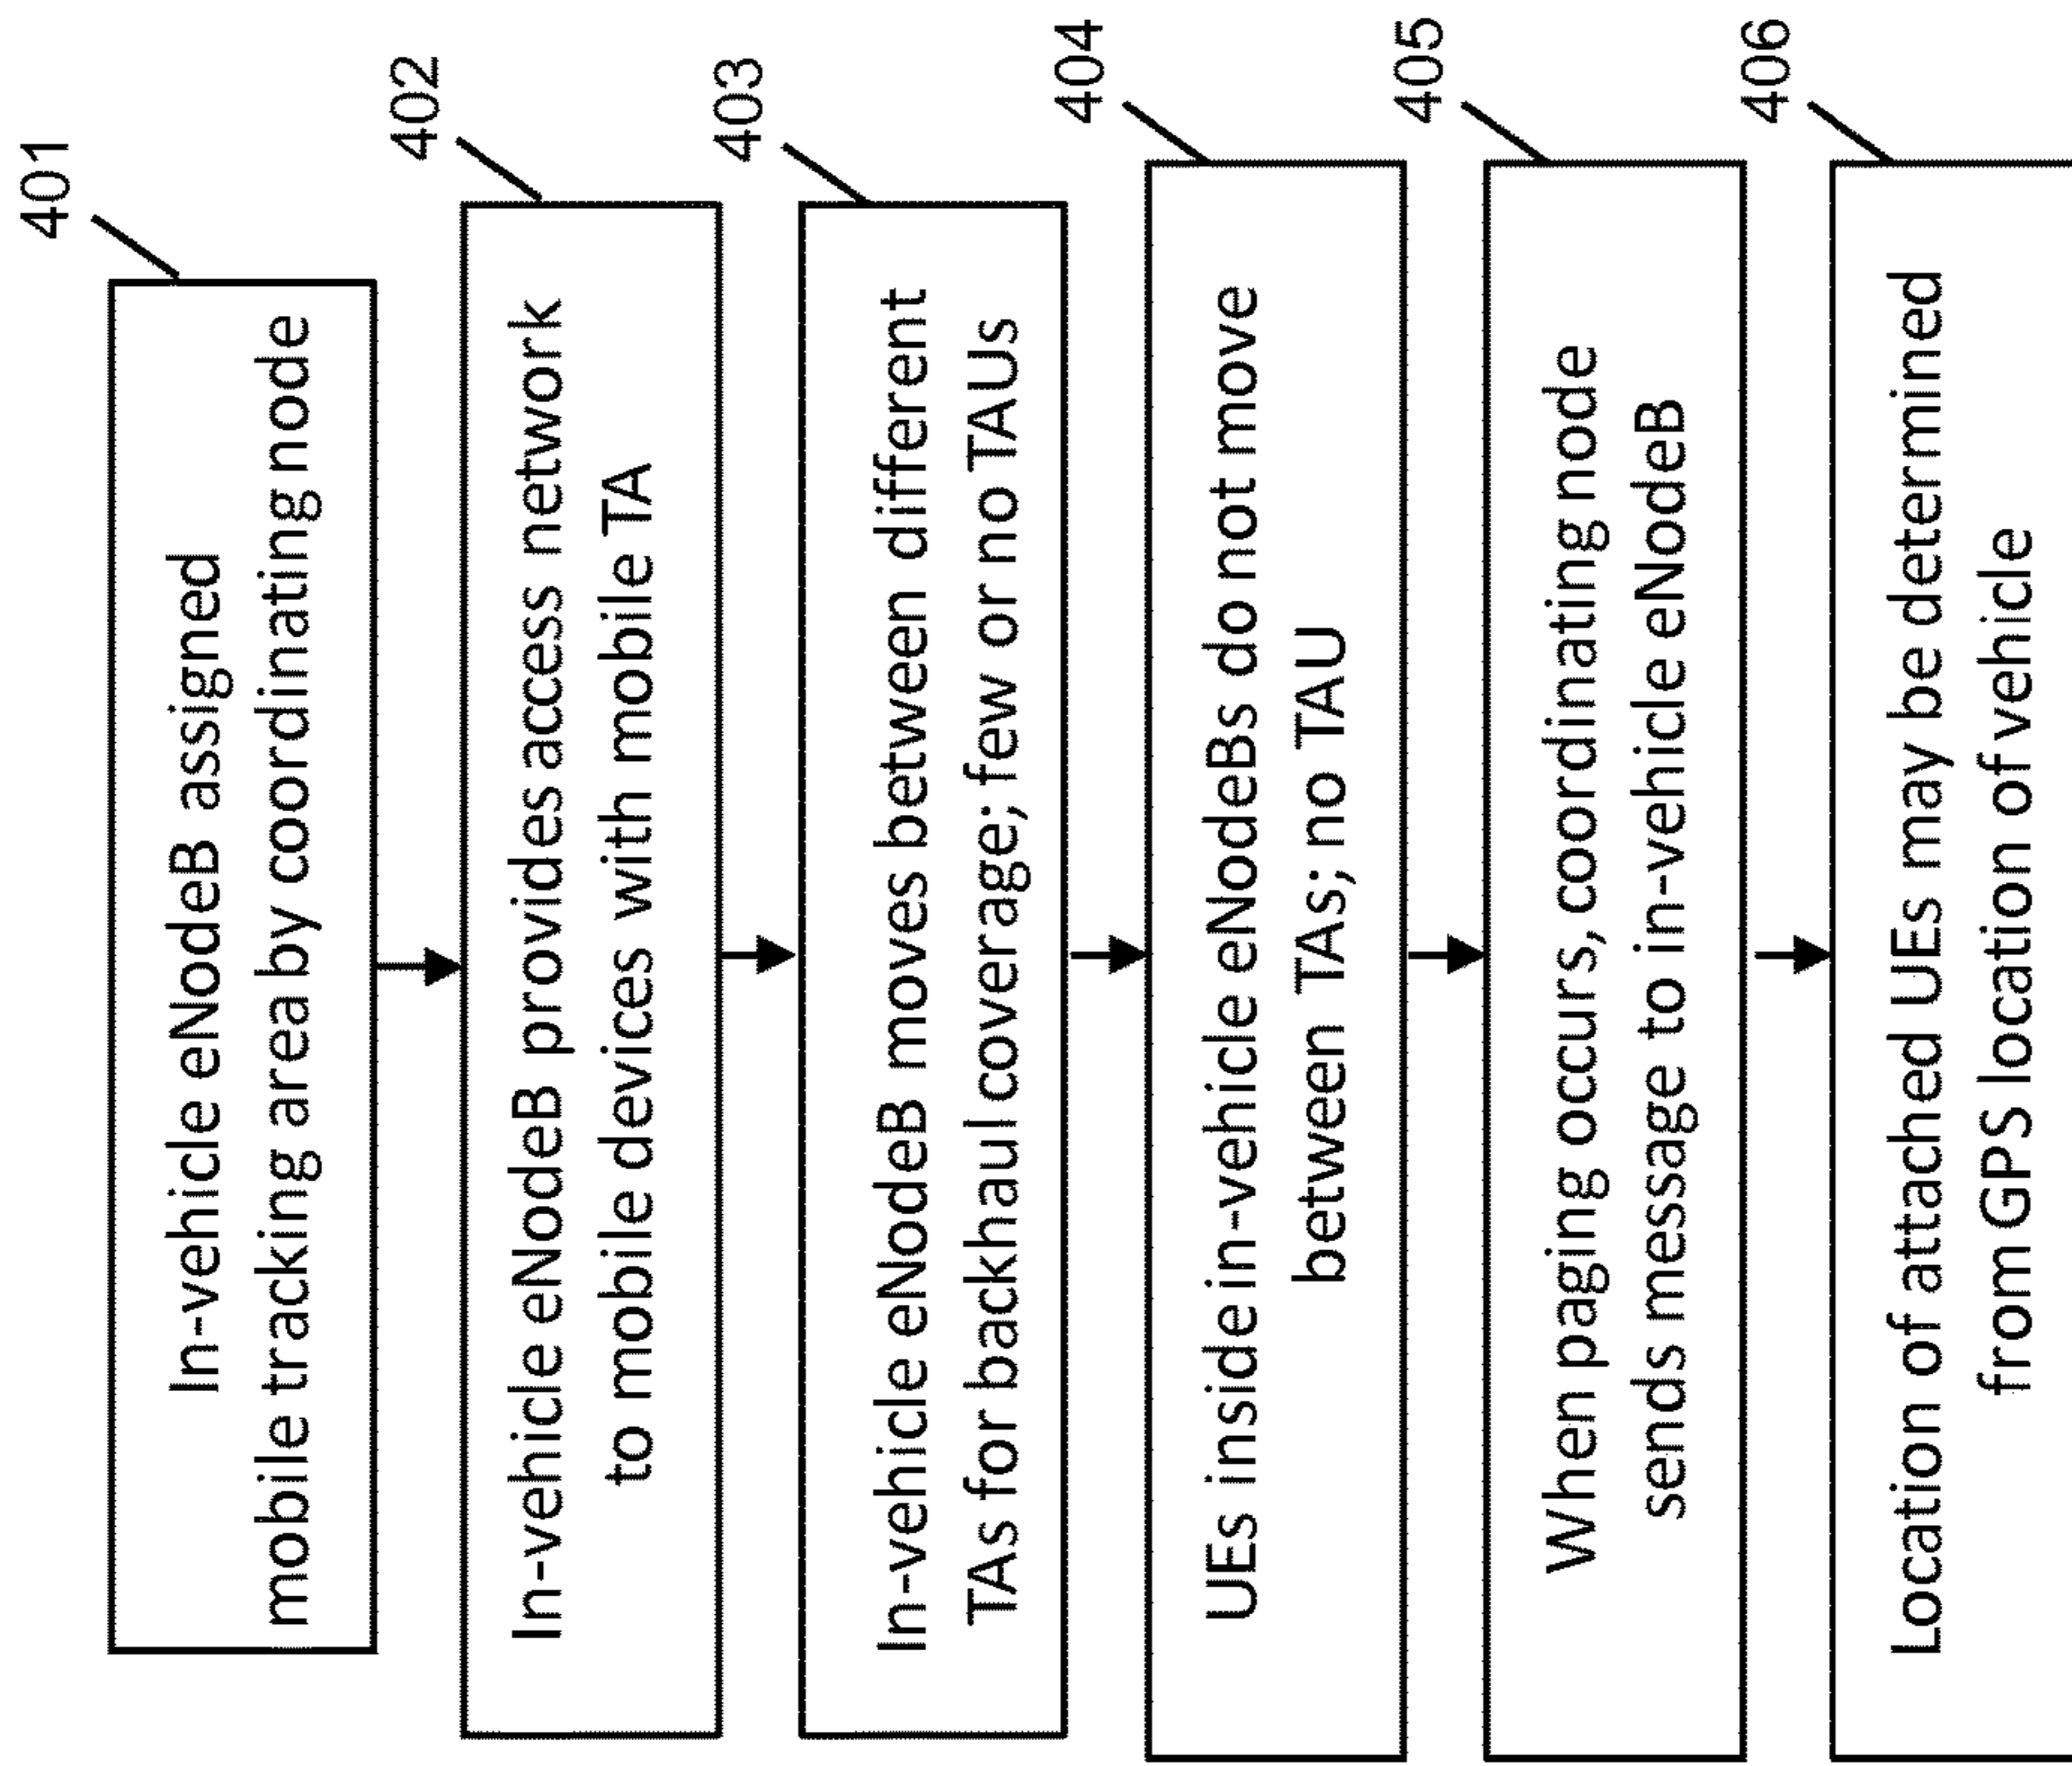 401
In-vehicle eNodeB assigned
mobile tracking area by coordinating node
402
In-vehicle eNodeB provides access network
to mobile devices with mobile TA
403
In-vehicle eNodeB moves between different
TAs for backhaul coverage; few or no TAUs
404
UEs inside in-vehicle eNodeBs do not move
between TAs; no TAU
405
When paging occurs, coordinating node
sends message to in-vehicle eNodeB
406
Location of attached UEs may be determined
from GPS location of vehicle